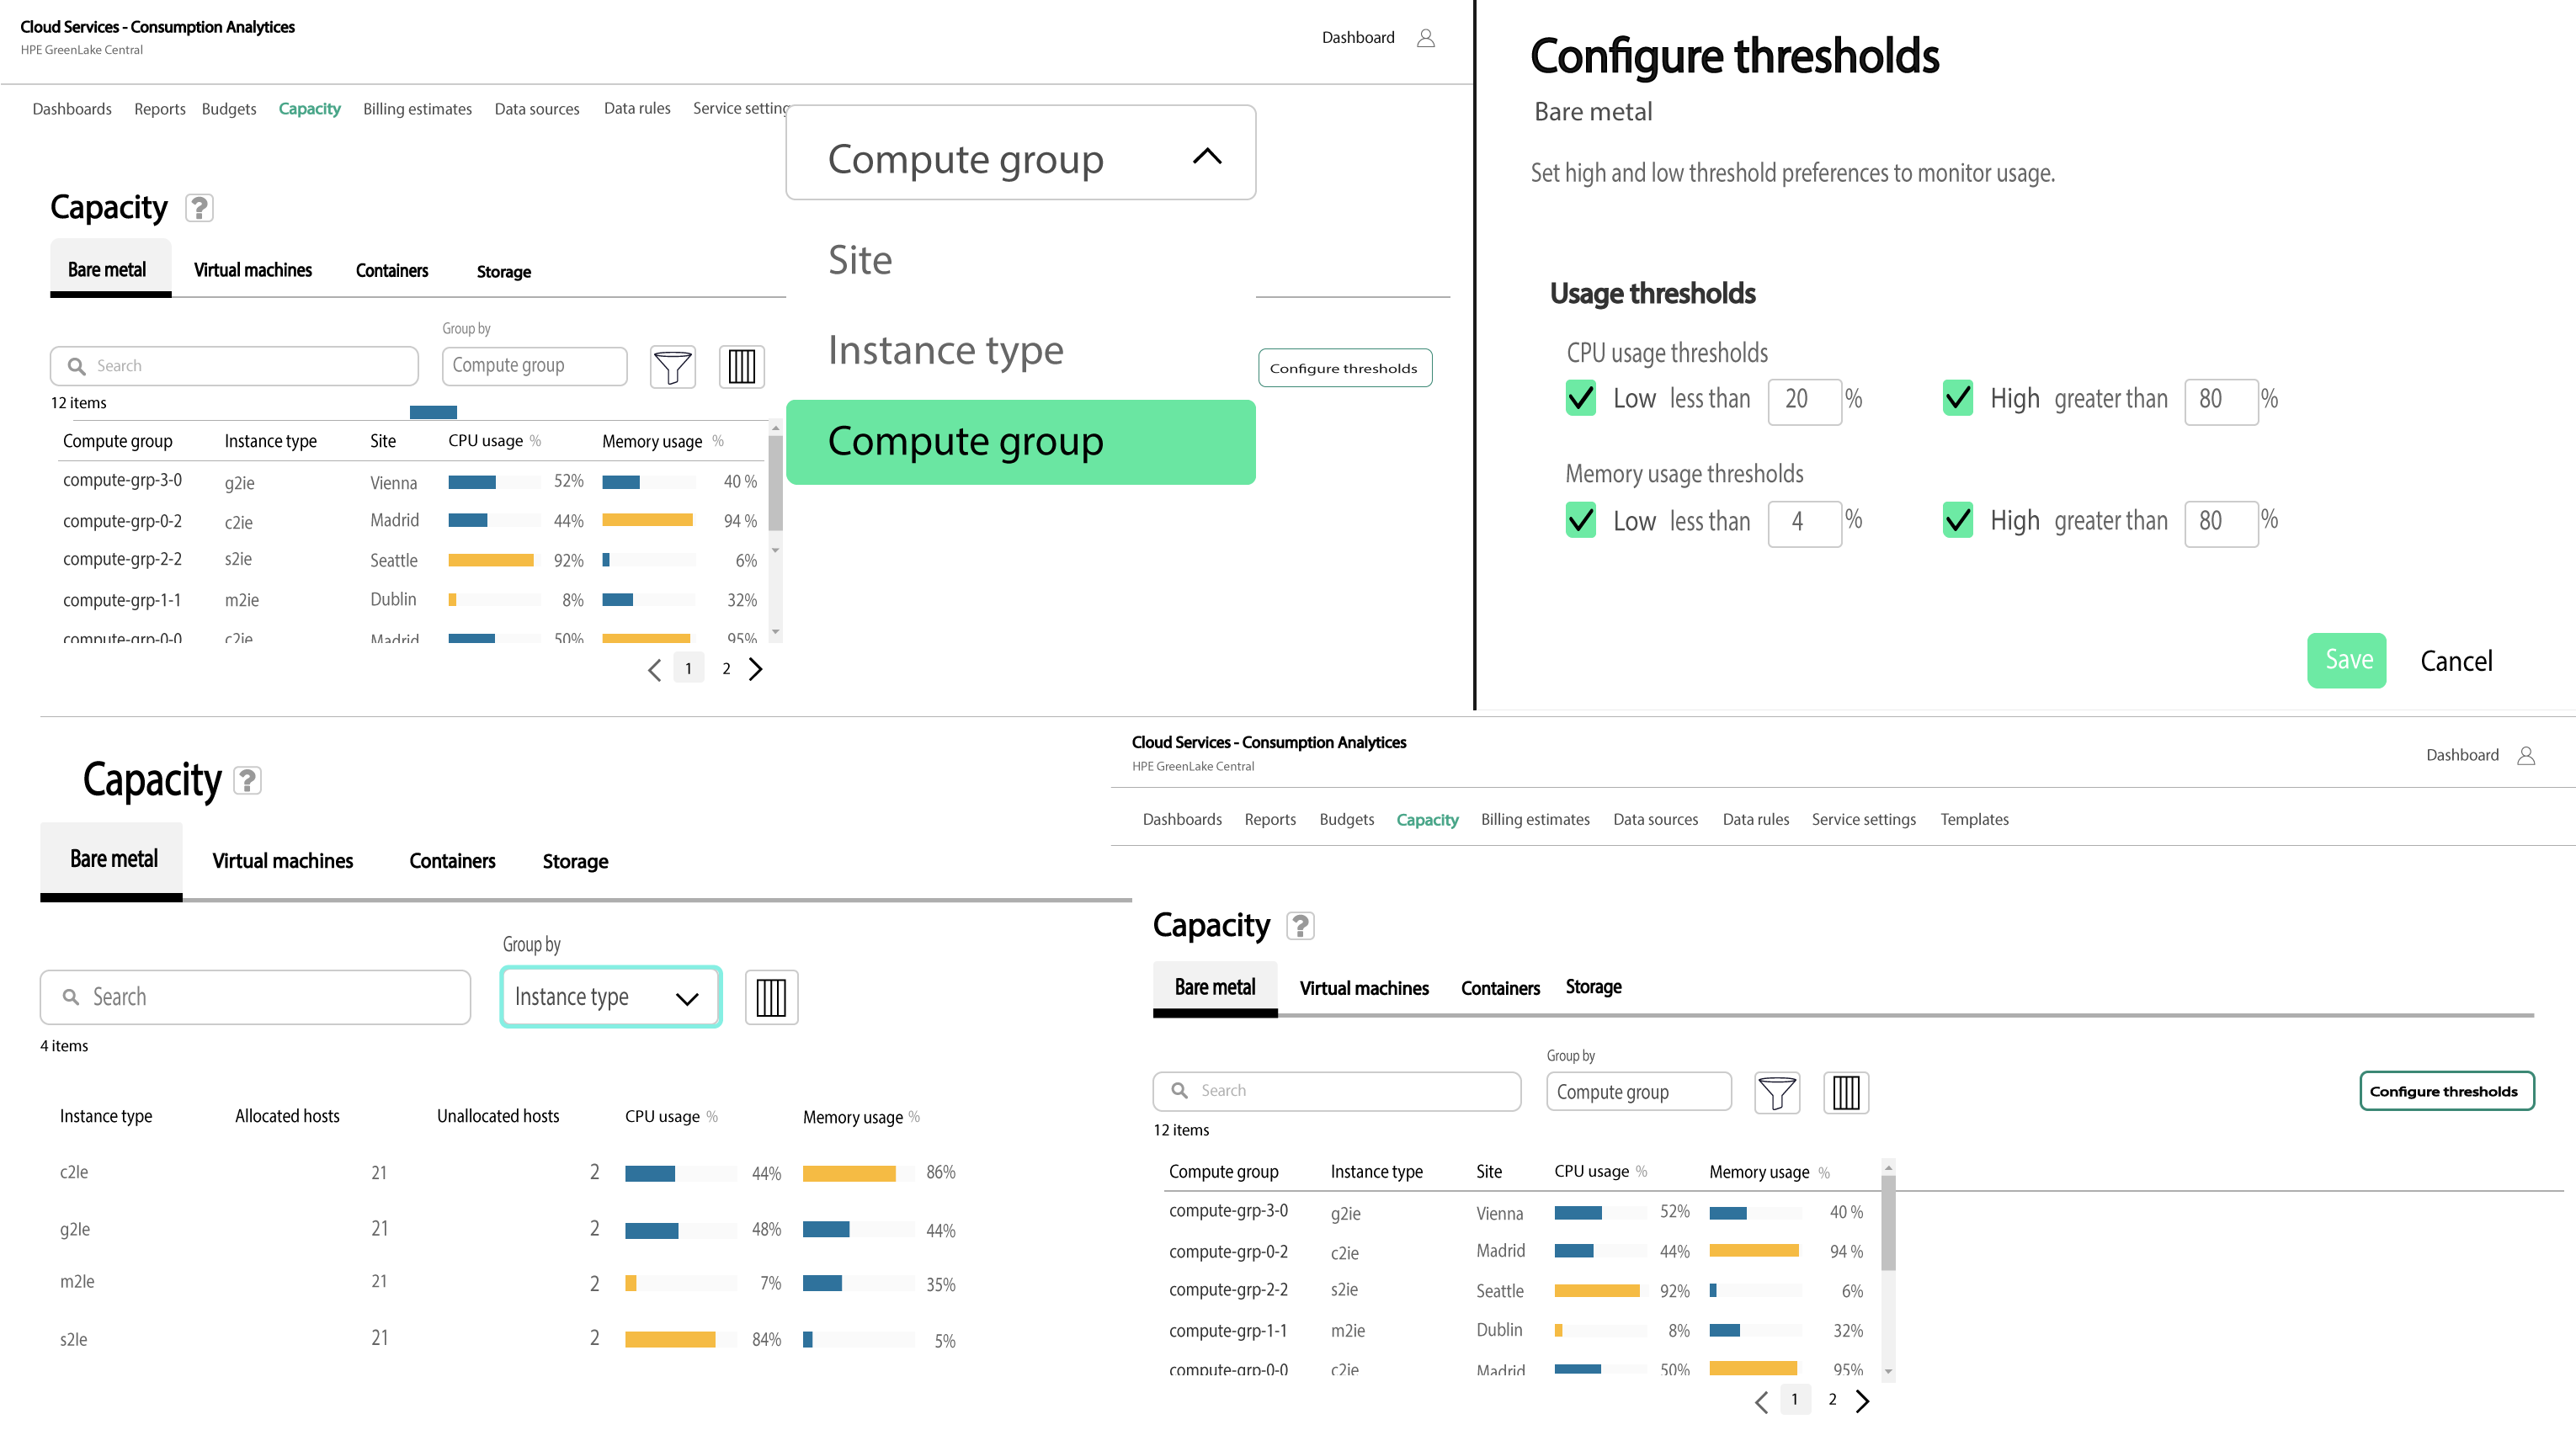 Cloud Services - Consumption Analytices
HPE GreenLake Central
Dashboard
Dashboards Reports Budgets Capacity Billing estimates Data sources Data rules Service setting
Capacity ?
Bare metal Virtual machines Containers Storage
Group by
Search Compute group
12 items
Compute group Instance type Site CPU usage % Memory usage %
compute-grp-3-0 g2ie Vienna 52% 40 %
compute-grp-0-2 c2ie Madrid 44% 94 %
compute-grp-2-2 s2ie Seattle 92% 6%
compute-grp-1-1 m2ie Dublin 8% 32%
compute-grp-0-0 c2ie Madrid 50% 95%
1 2
Compute group
Site
Instance type
Compute group
Configure thresholds
Configure thresholds
Bare metal
Set high and low threshold preferences to monitor usage.
Usage thresholds
CPU usage thresholds
Low less than 20 % High greater than 80 %
Memory usage thresholds
Low less than 4 % High greater than 80 %
Save Cancel
Capacity ?
Bare metal Virtual machines Containers Storage
Group by
Search Instance type
4 items
Instance type Allocated hosts Unallocated hosts CPU usage % Memory usage %
c2le 21 2 44% 86%
g2le 21 2 48% 44%
m2le 21 2 7% 35%
s2le 21 2 84% 5%
Cloud Services - Consumption Analytices
HPE GreenLake Central
Dashboard
Dashboards Reports Budgets Capacity Billing estimates Data sources Data rules Service settings Templates
Capacity ?
Bare metal Virtual machines Containers Storage
Group by
Search Compute group Configure thresholds
12 items
Compute group Instance type Site CPU usage % Memory usage %
compute-grp-3-0 g2ie Vienna 52% 40 %
compute-grp-0-2 c2ie Madrid 44% 94 %
compute-grp-2-2 s2ie Seattle 92% 6%
compute-grp-1-1 m2ie Dublin 8% 32%
compute-grp-0-0 c2ie Madrid 50% 95%
1 2